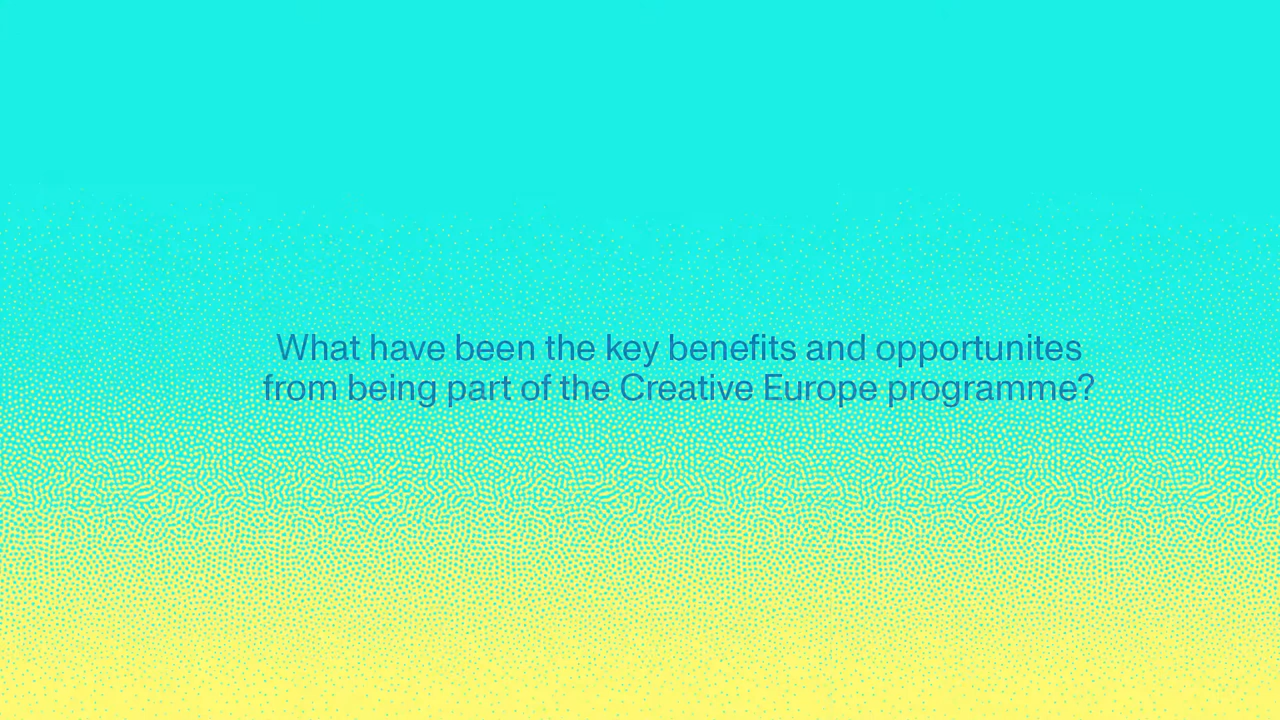 What have been the key benefits and opportunites
from being part of the Creative Europe programme?